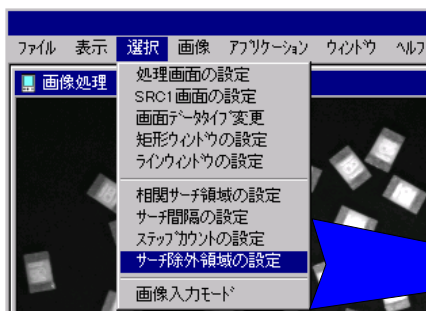 ﾌｧｲﾙ 表示 選択 画像 ｱﾌﾟﾘｹｰｼｮﾝ ｳｨﾝﾄﾞｳ ﾍﾙﾌ
画像処理
処理画面の設定
SRC1画面の設定
画面ﾃﾞｰﾀﾀｲﾌﾟ変更
矩形ｳｨﾝﾄﾞｳの設定
ﾗｲﾝｳｨﾝﾄﾞｳの設定
相関ｻｰﾁ領域の設定
ｻｰﾁ間隔の設定
ｽﾃｯﾌﾟｶｳﾝﾄの設定
ｻｰﾁ除外領域の設定
画像入力ﾓｰﾄﾞ